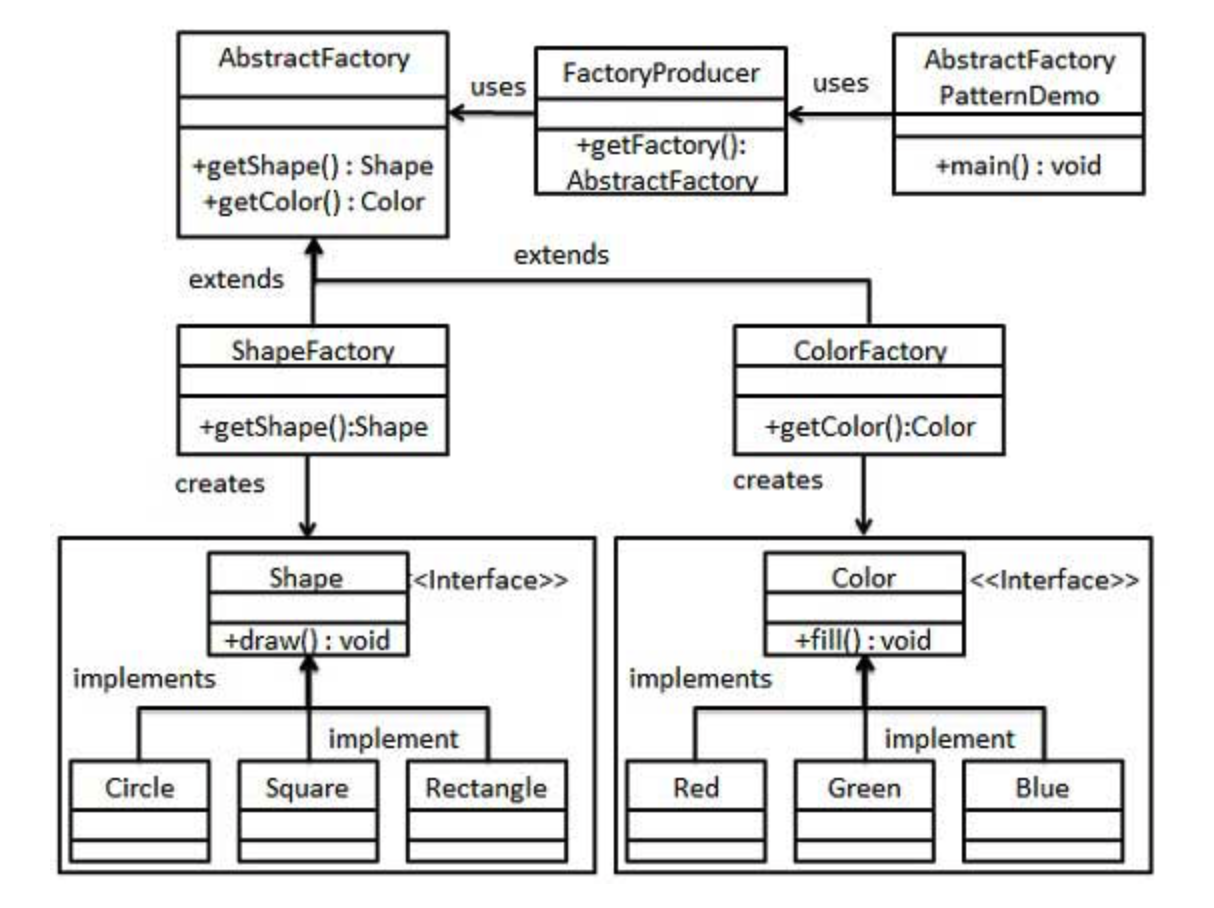 AbstractFactory
+getShape() : Shape
+getColor() : Color
uses
FactoryProducer
+getFactory():
AbstractFactory
uses
AbstractFactory
PatternDemo
+main() : void
extends
extends
ShapeFactory
+getShape():Shape
ColorFactory
+getColor():Color
creates
creates
Shape
<<Interface>>
+draw() : void
implements
implement
Circle
Square
Rectangle
Color
<<Interface>>
+fill() : void
implements
implement
Red
Green
Blue